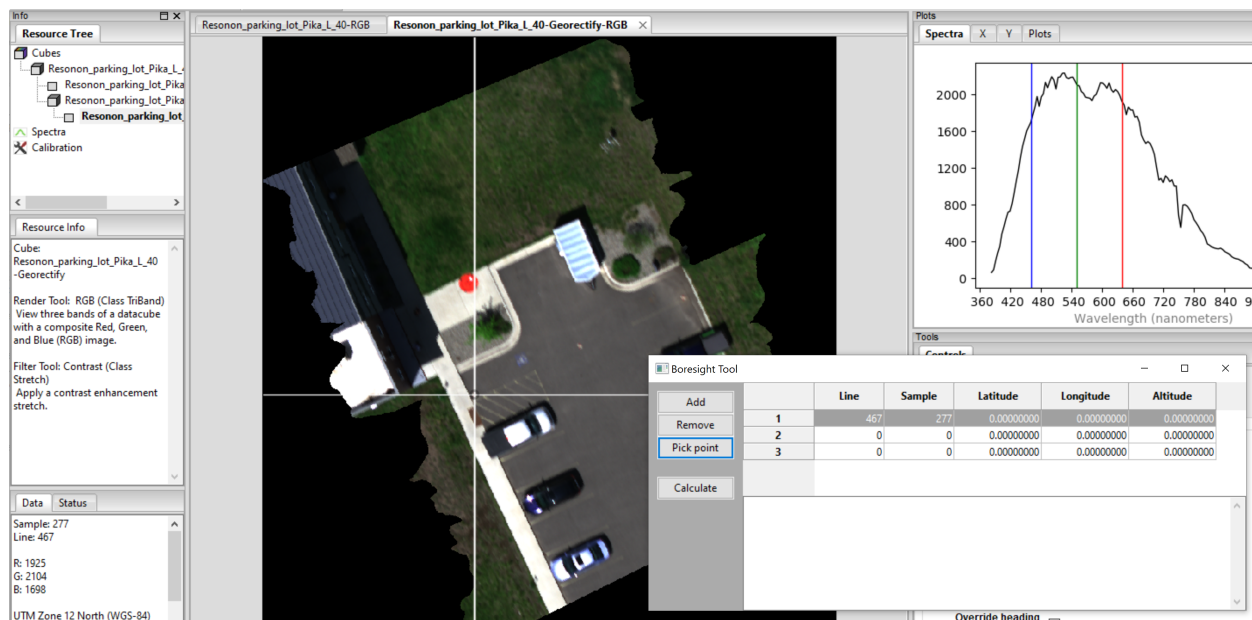 Info
Resource Tree
Cubes
Resonon_parking_lot_Pika_L_4
Resonon_parking_lot_Pika
Resonon_parking_lot_Pika
Resonon_parking_lot_
Spectra
Calibration
Resource Info
Cube:
Resonon_parking_lot_Pika_L_40
-Georectify
Render Tool:  RGB (Class TriBand)
View three bands of a datacube
with a composite Red, Green,
and Blue (RGB) image.
Filter Tool: Contrast (Class
Stretch)
Apply a contrast enhancement
stretch.
Data Status
Sample: 277
Line: 467
R: 1925
G: 2104
B: 1698
UTM Zone 12 North (WGS-84)
Resonon_parking_lot_Pika_L_40-RGB Resonon_parking_lot_Pika_L_40-Georectify-RGB
Plots
Spectra X Y Plots
2000
1600
1200
800
400
0
360 420 480 540 600 660 720 780 840 9
Wavelength (nanometers)
Tools
Controls
Boresight Tool
Add
Remove
Pick point
Calculate
Line Sample Latitude Longitude Altitude
1 467 277 0.00000000 0.00000000 0.00000000
2 0 0 0.00000000 0.00000000 0.00000000
3 0 0 0.00000000 0.00000000 0.00000000
Override heading